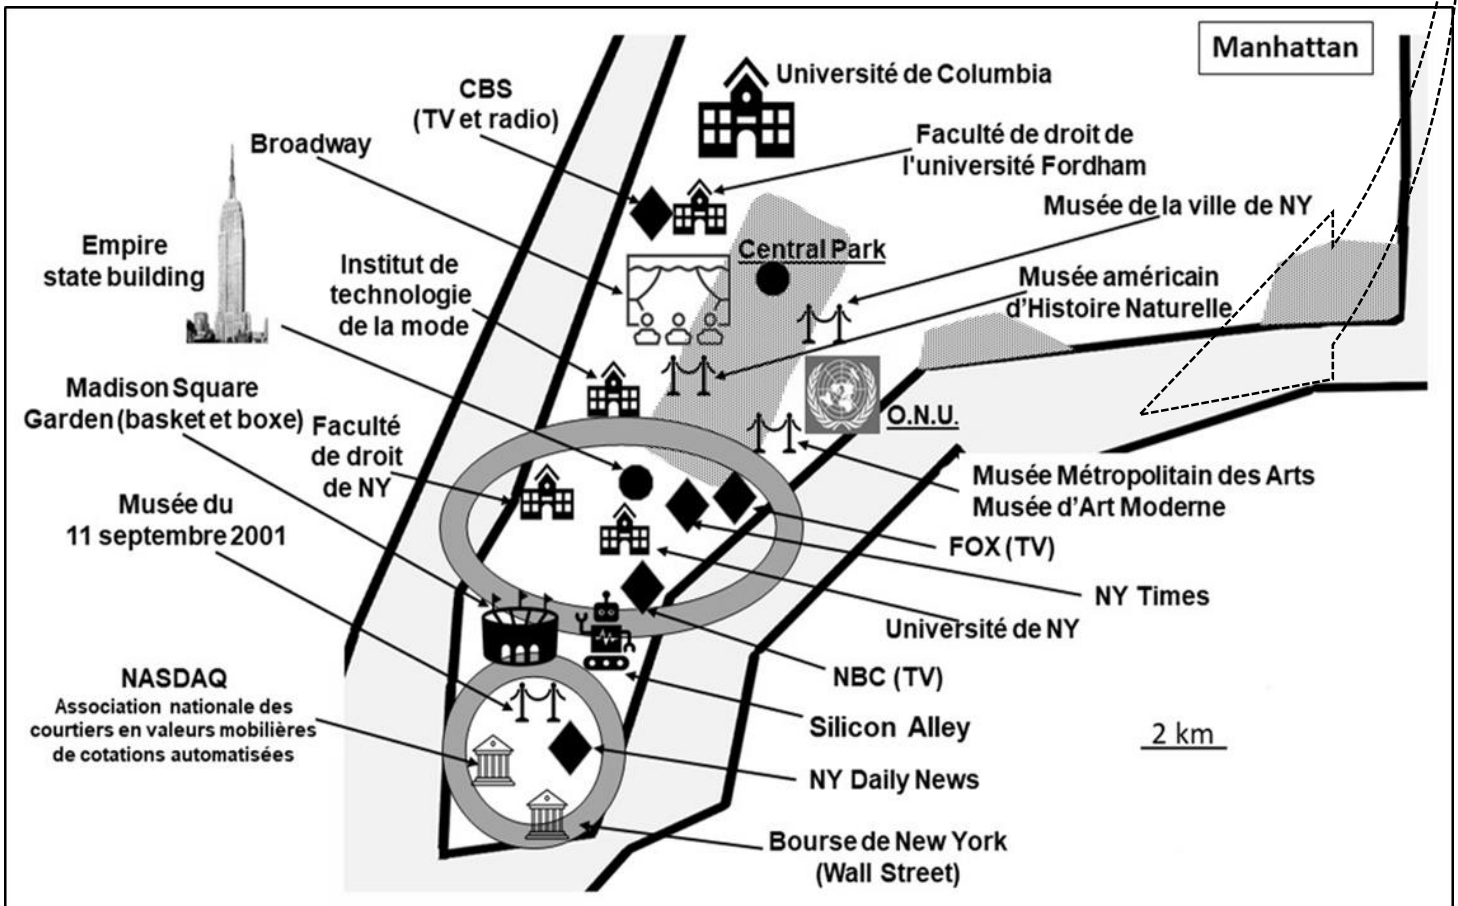 Manhattan
Université de Columbia
CBS
(TV et radio)
Broadway
Faculté de droit de
l'université Fordham
Musée de la ville de NY
Empire
state building
Institut de
technologie
de la mode
Central Park
Musée américain
d'Histoire Naturelle
Madison Square
Garden (basket et boxe)
Faculté
de droit
de NY
O.N.U.
Musée Métropolitain des Arts
Musée d'Art Moderne
Musée du
11 septembre 2001
FOX (TV)
NY Times
Université de NY
NBC (TV)
NASDAQ
Association nationale des
courtiers en valeurs mobilières
de cotations automatisées
Silicon Alley
2 km
NY Daily News
Bourse de New York
(Wall Street)